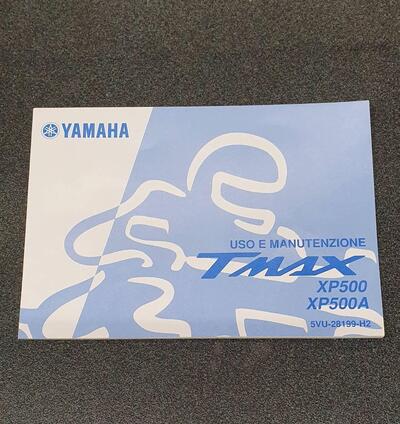 YAMAHA
USO E MANUTENZIONE
TMAX
XP500
XP500A
5VU-28199-H2